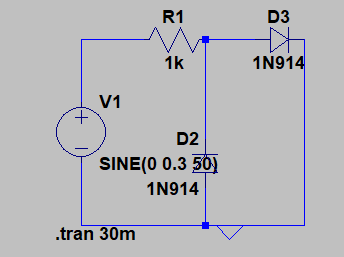 R1
D3
1k
1N914
V1
D2
SINE(0 0.3 50)
1N914
.tran 30m